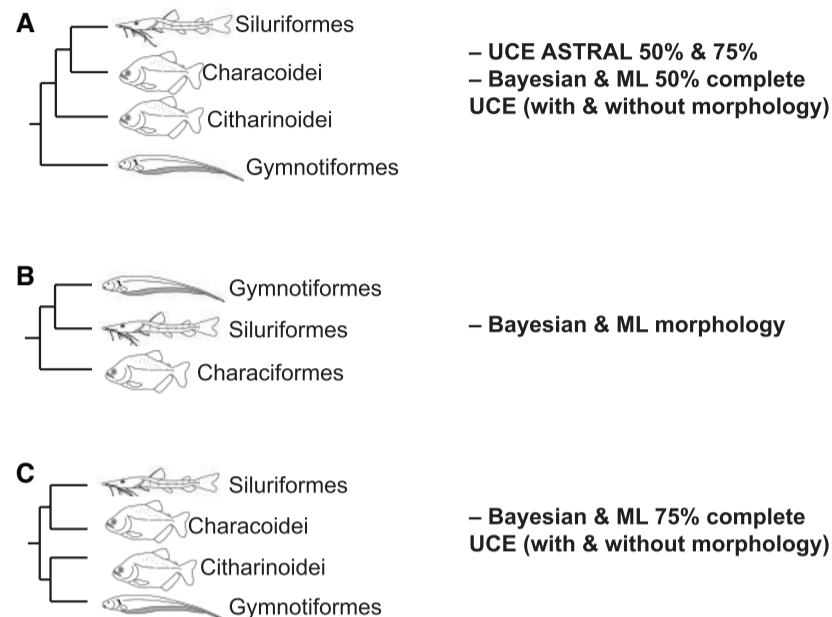 A
Siluriformes
Characoidei
Citharinoidei
Gymnotiformes
– UCE ASTRAL 50% & 75%
– Bayesian & ML 50% complete
UCE (with & without morphology)
B
Gymnotiformes
Siluriformes
Characiformes
– Bayesian & ML morphology
C
Siluriformes
Characoidei
Citharinoidei
Gymnotiformes
– Bayesian & ML 75% complete
UCE (with & without morphology)